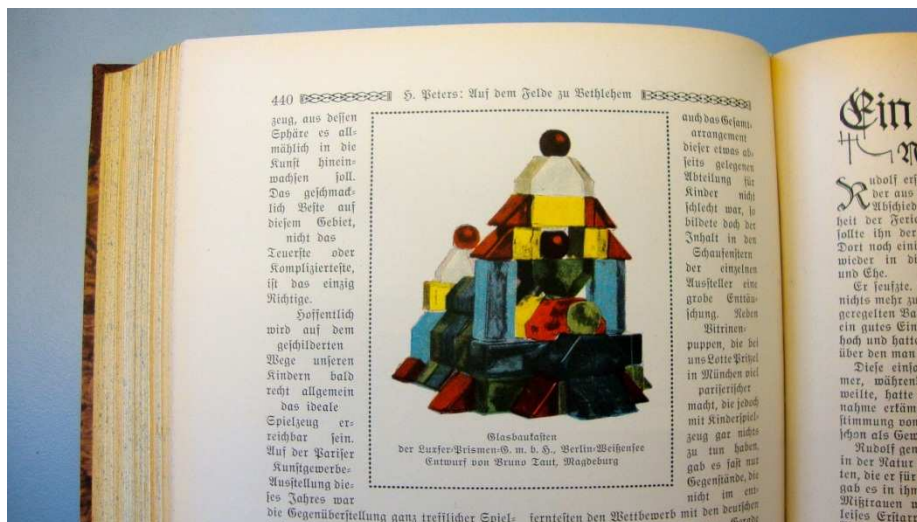 440 H. Peters: Auf dem Felde zu Bethlehem
zeug, aus dessen
Sphäre es all-
mählich in die
Kunst hinein-
wachsen soll.
Das geschmack-
lich Beste auf
diesem Gebiet,
nicht das
Teuerste oder
Komplizierteste,
ist das einzig
Richtige.
Hoffentlich
wird auf dem
geschilderten
Wege unseren
Kindern bald
recht allgemein
das ideale
Spielzeug er-
reichbar sein.
Auf der Pariser
Kunstgewerbe-
Ausstellung die-
ses Jahres war
die Gegenüberstellung ganz trefflicher Spiel-
Glasbaukasten
der Luxfer-Prismen-G. m. b. H., Berlin-Weißensee
Entwurf von Bruno Taut, Magdeburg
auch das Gesamt-
arrangement
dieser etwas ab-
seits gelegenen
Abteilung für
Kinder nicht
schlecht war, so
bildete doch der
Inhalt in den
Schaufenstern
der einzelnen
Aussteller eine
grobe Enttäu-
schung. Neben
Vitrinen-
puppen, die bei
uns Lotte Pritzel
in München viel
pariserischer
macht, die jedoch
mit Kinderspiel-
zeug gar nichts
zu tun haben,
gab es fast nur
Gegenstände, die
nicht im ent-
ferntesten den Wettbewerb mit den deutschen
Ein
Rudolf ers
der aus
Abschied
heit der Ferie
sollte ihn der
Dort noch eini
wieder in di
und Ehe.
Er seufzte.
nichts mehr zu
geregelten Ba
ein gutes Ein
hoch und hatte
über den man
Diese einso
mer, währen
weilte, hatte
nahme erkäm
stimmung von
schon als Gem
Rudolf gen
in der Natur
ten, die er für
gab es in ihm
Mißtrauen w
leises Erstarr